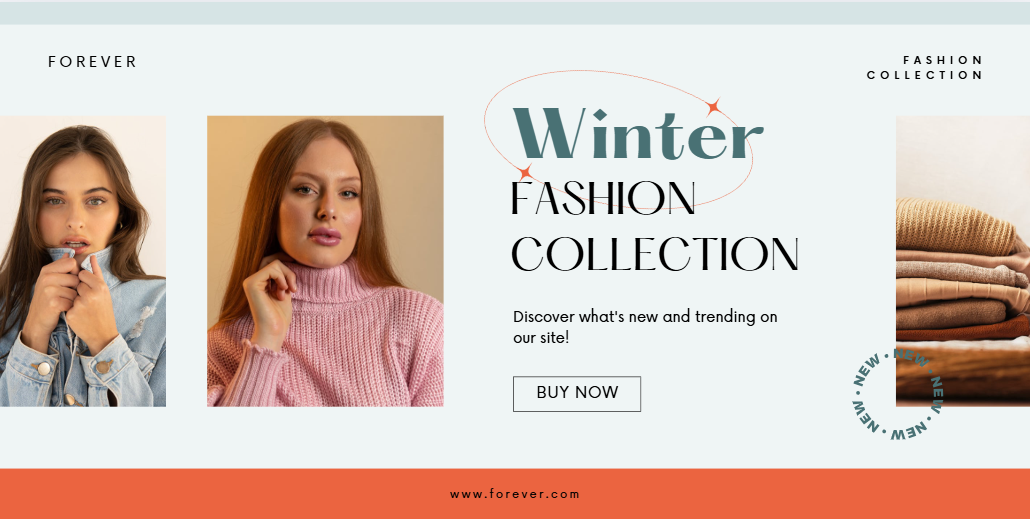 FOREVER
FASHION
COLLECTION
Winter
FASHION
COLLECTION
Discover what's new and trending on
our site!
BUY NOW
NEW • NEW • NEW • NEW • NEW •
www.forever.com